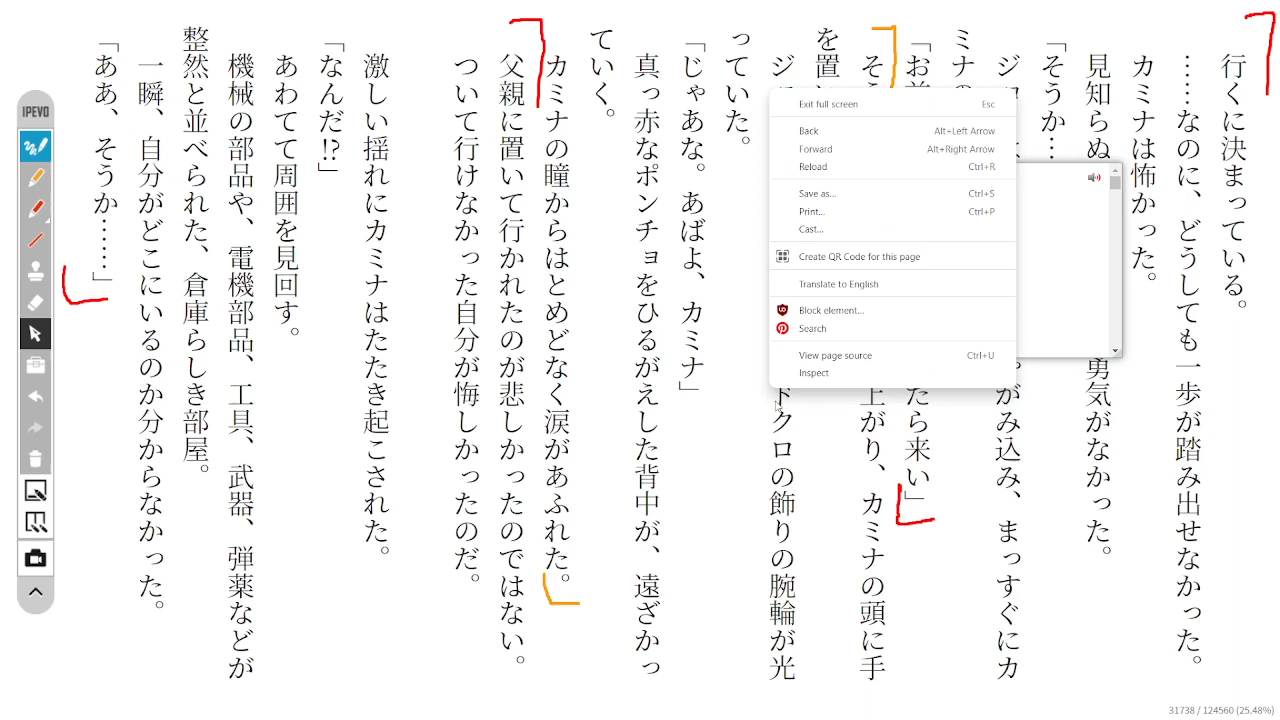 行くに決まっている。
……なのに、どうしても一歩が踏み出せなかった。
カミナは怖かった。
見知らぬ 勇気がなかった。
「そうか…
ジ がみ込み、まっすぐにカ
ミナの
「お前 たら来い」
そう 上がり、カミナの頭に手
を置
ジ ドクロの飾りの腕輪が光
っていた。
「じゃあな。あばよ、カミナ」
真っ赤なポンチョをひるがえした背中が、遠ざかっ
ていく。
カミナの瞳からはとめどなく涙があふれた。
父親に置いて行かれたのが悲しかったのではない。
ついて行けなかった自分が悔しかったのだ。
激しい揺れにカミナはたたき起こされた。
「なんだ!?」
あわてて周囲を見回す。
機械の部品や、電機部品、工具、武器、弾薬などが
整然と並べられた、倉庫らしき部屋。
一瞬、自分がどこにいるのか分からなかった。
「ああ、そうか……」
Exit full screen Esc
Back Alt+Left Arrow
Forward Alt+Right Arrow
Reload Ctrl+R
Save as... Ctrl+S
Print... Ctrl+P
Cast...
Create QR Code for this page
Translate to English
Block element...
Search
View page source Ctrl+U
Inspect
IPEVO
31738 / 124560 (25.48%)